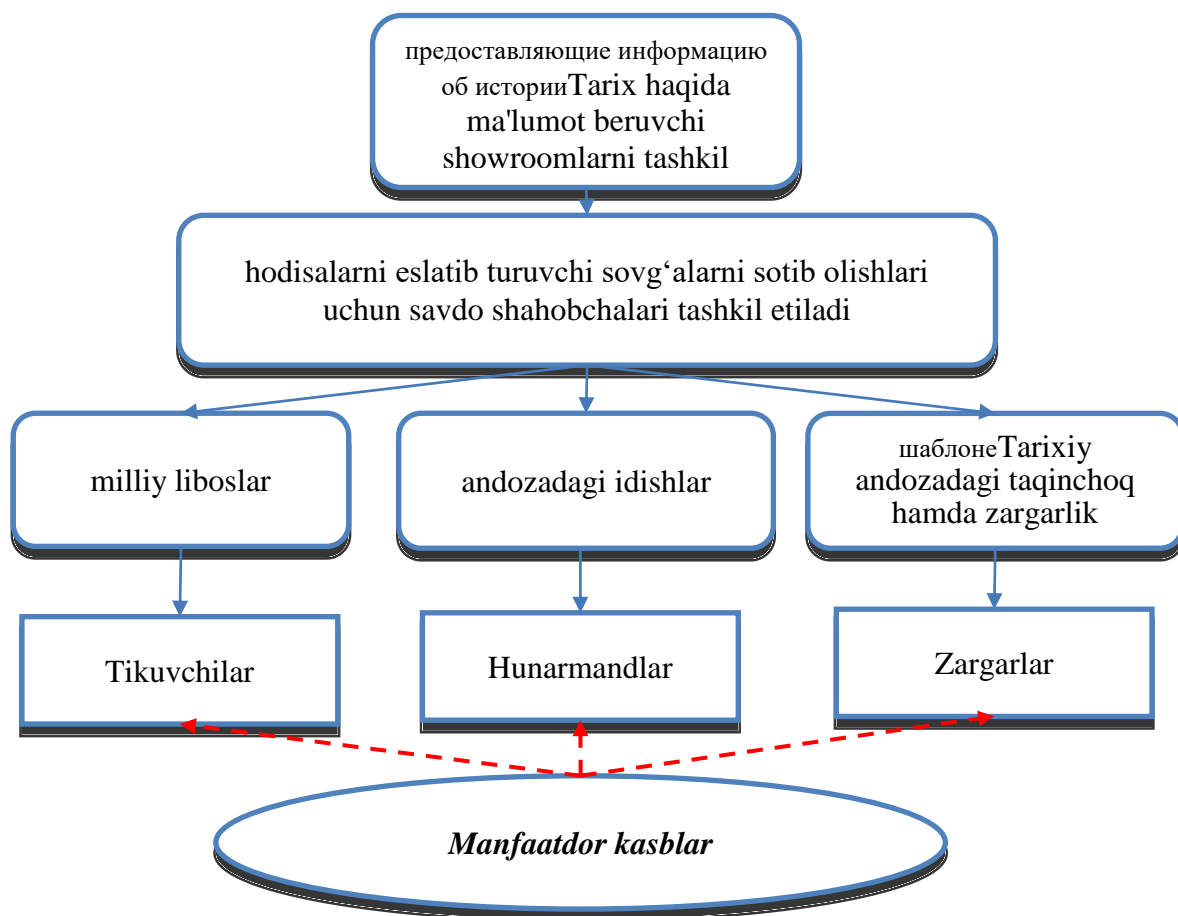 предоставляющие информацию
об историиTarix haqida
ma'lumot beruvchi
showroomlarni tashkil
hodisalarni eslatib turuvchi sovg‘alarni sotib olishlari
uchun savdo shahobchalari tashkil etiladi
milliy liboslar
andozadagi idishlar
шаблонеTarixiy
andozadagi taqinchoq
hamda zargarlik
Tikuvchilar
Hunarmandlar
Zargarlar
Manfaatdor kasblar